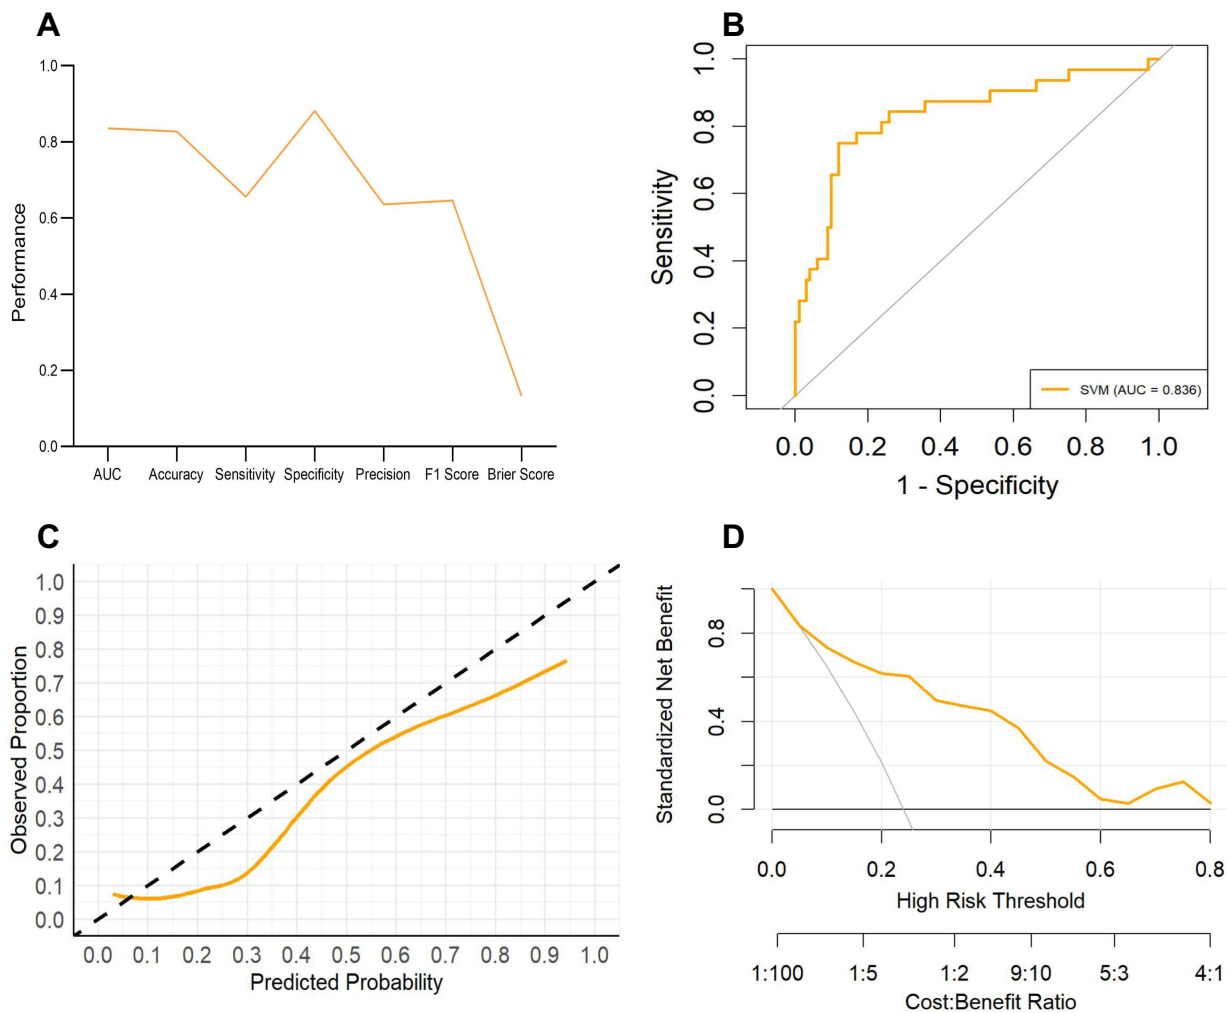 A
1.0
0.8
0.6
0.4
0.2
0.0
Performance
AUC Accuracy Sensitivity Specificity Precision F1 Score Brier Score
B
1.0
0.8
0.6
0.4
0.2
0.0
Sensitivity
SVM (AUC = 0.836)
0.0 0.2 0.4 0.6 0.8 1.0
1 - Specificity
C
1.0
0.9
0.8
0.7
0.6
0.5
0.4
0.3
0.2
0.1
0.0
Observed Proportion
0.0 0.1 0.2 0.3 0.4 0.5 0.6 0.7 0.8 0.9 1.0
Predicted Probability
D
0.8
0.4
0.0
Standardized Net Benefit
0.0 0.2 0.4 0.6 0.8
High Risk Threshold
1:100 1:5 1:2 9:10 5:3 4:1
Cost:Benefit Ratio